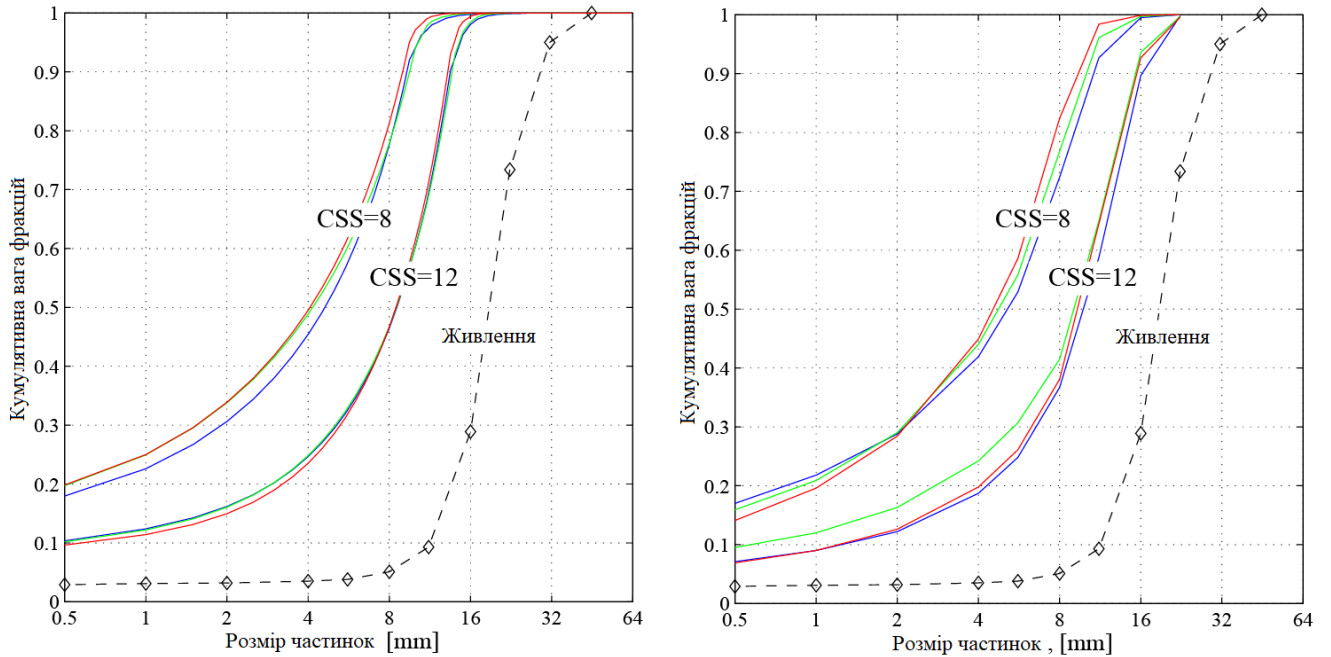 Кумулятивна вага фракцій
1
0.9
0.8
0.7
0.6
0.5
0.4
0.3
0.2
0.1
0
CSS=8
CSS=12
Живлення
0.5 1 2 4 8 16 32 64
Розмір частинок [mm]
Кумулятивна вага фракцій
1
0.9
0.8
0.7
0.6
0.5
0.4
0.3
0.2
0.1
0
CSS=8
CSS=12
Живлення
0.5 1 2 4 8 16 32 64
Розмір частинок , [mm]